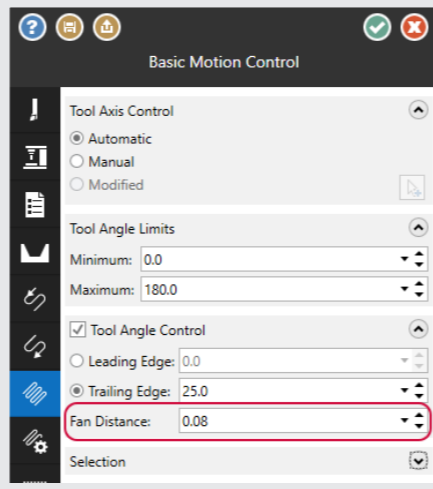 ?
Basic Motion Control
Tool Axis Control
Automatic
Manual
Modified
Tool Angle Limits
Minimum: 0.0
Maximum: 180.0
Tool Angle Control
Leading Edge: 0.0
Trailing Edge: 25.0
Fan Distance: 0.08
Selection